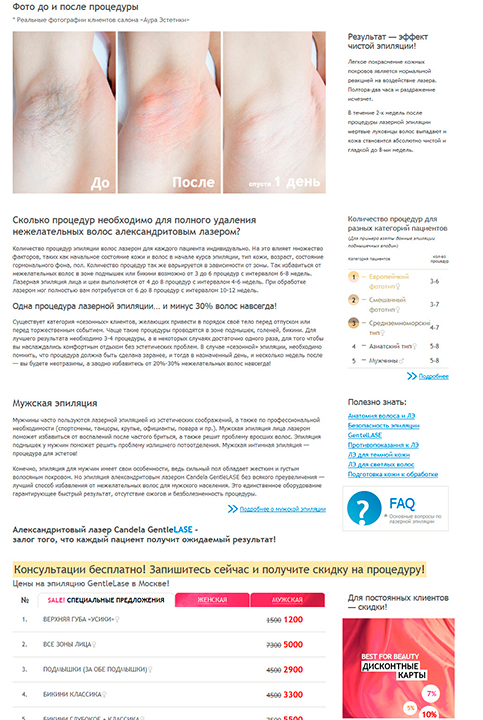 Фото до и после процедуры
* Реальные фотографии клиентов салона «Аура Эстетики»
До
После
спустя 1 день
Результат — эффект
чистой эпиляции!
Легкое покраснение кожных
покровов является нормальной
реакцией на воздействие лазера.
Полтора-два часа и раздражение
исчезнет.
В течение 2-х недель после
процедуры лазерной эпиляции
мертвые луковицы волос выпадают и
кожа становится абсолютно чистой и
гладкой до 8-ми недель.
Сколько процедур необходимо для полного удаления
нежелательных волос александритовым лазером?
Количество процедур эпиляции волос лазером для каждого пациента индивидуально. На это влияет множество
факторов, таких как начальное состояние кожи и волос в начале курса эпиляции, тип кожи, возраст, состояние
гормонального фона, пол. Количество процедур так же варьируется в зависимости от зоны. Так избавиться от
нежелательных волос в зоне подмышек или бикини возможно от 3 до 6 процедур с интервалом 6-8 недель.
Лазерная эпиляция лица и шеи выполняется от 4 до 8 процедур с интервалом 4-6 недель. При обработке
лазером ног полностью вам потребуется от 6 до 8 процедур с интервалом 10-12 недель.
Одна процедура лазерной эпиляции... и минус 30% волос навсегда!
Существует категория «сезонных» клиентов, желающих привести в порядок своё тело перед отпуском или
перед торжественным событием. Чаще такие процедуры проводятся в зоне подмышек, голеней, бикини. Для
лучшего результата необходимо 3-4 процедуры, а в некоторых случаях достаточно одного раза, для того чтобы
вы наслаждались комфортным отдыхом без эстетических проблем. В случае «сезонной» эпиляции, необходимо
помнить, что процедура должна быть сделана заранее, и тогда в назначенный день, и несколько недель после
— вы будете неотразимы, а заодно избавитесь от 20%-30% нежелательных волос навсегда!
Количество процедур для
разных категорий пациентов
(Для примера взяты данные эпиляции
подмышечных впадин)
Категория пациентов
кол-во
процедур
1 — Европейский
фототип
3-6
2 — Смешанный
фототип
3-7
3 — Средиземноморский
тип
4-7
4 — Азиатский тип
5-8
5 — Мужчины
5-8
Подробнее
Мужская эпиляция
Мужчины часто пользуются лазерной эпиляцией из эстетических соображений, а также по профессиональной
необходимости (спортсмены, танцоры, крупье, официанты, повара и пр.). Мужская эпиляция лица лазером
поможет избавиться от воспалений после частого бритья, а также решит проблему вросших волос. Эпиляция
подмышек у мужчин поможет решить проблему излишнего потоотделения. Мужская интимная эпиляция —
процедура для эстетов!
Конечно, эпиляция для мужчин имеет свои особенности, ведь сильный пол обладает жестким и густым
волосяным покровом. Но эпиляция александритовым лазером Candela GentleLASE без всякого преувеличения —
лучший способ избавления от нежелательных волос для мужского населения. Это единственное оборудование
гарантирующее быстрый результат, отсутствие ожогов и безболезненность процедуры.
Подробнее о мужской эпиляции
Полезно знать:
Анатомия волоса и ЛЭ
Безопасность эпиляции
GentelLASE
Противопоказания к ЛЭ
ЛЭ для темной кожи
ЛЭ для светлых волос
Подготовка кожи к обработке
?
FAQ
Основные вопросы по
лазерной эпиляции
Александритовый лазер Candela GentleLASE -
залог того, что каждый пациент получит ожидаемый результат!
Консультации бесплатно! Запишитесь сейчас и получите скидку на процедуру!
Цены на эпиляцию GentleLase в Москве!
№
SALE! СПЕЦИАЛЬНЫЕ ПРЕДЛОЖЕНИЯ
ЖЕНСКАЯ
МУЖСКАЯ
1. ВЕРХНЯЯ ГУБА «УСИКИ» 1500 1200
2. ВСЕ ЗОНЫ ЛИЦА 7300 5000
3. ПОДМЫШКИ (ЗА ОБЕ ПОДМЫШКИ) 4500 2900
4. БИКИНИ КЛАССИКА 4500 3300
5. БИКИНИ ГЛУБОКОЕ + КЛАССИКА 7500 5500
Для постоянных клиентов
— скидки!
BEST FOR BEAUTY
ДИСКОНТНЫЕ
КАРТЫ
7%
5%
10%